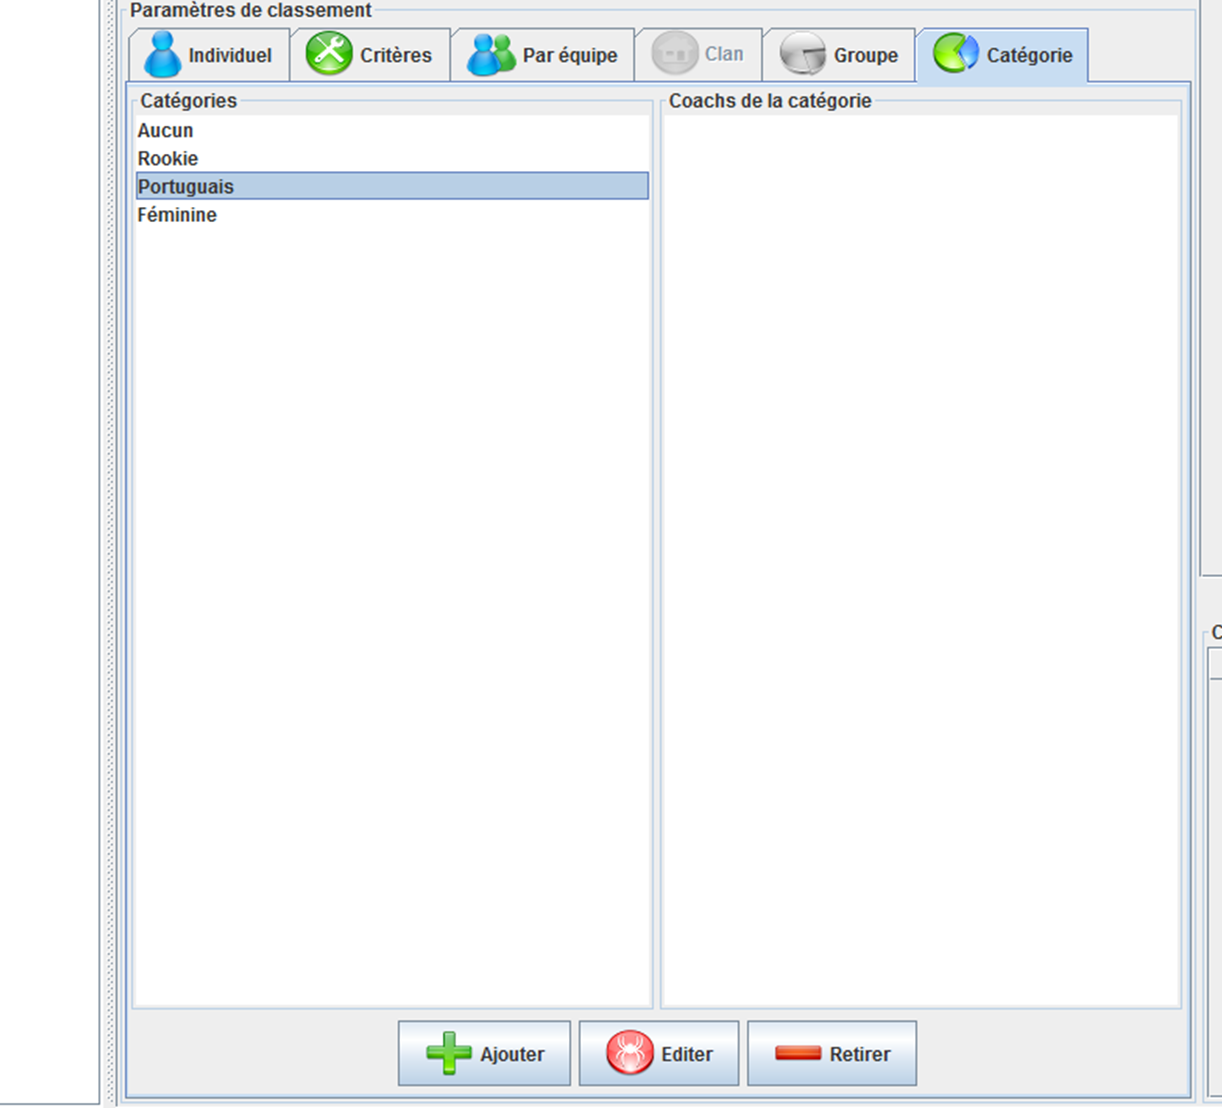 Paramètres de classement
Individuel Critères Par équipe Clan Groupe Catégorie
Catégories
Aucun
Rookie
Portuguais
Féminine
Coachs de la catégorie
Ajouter Editer Retirer